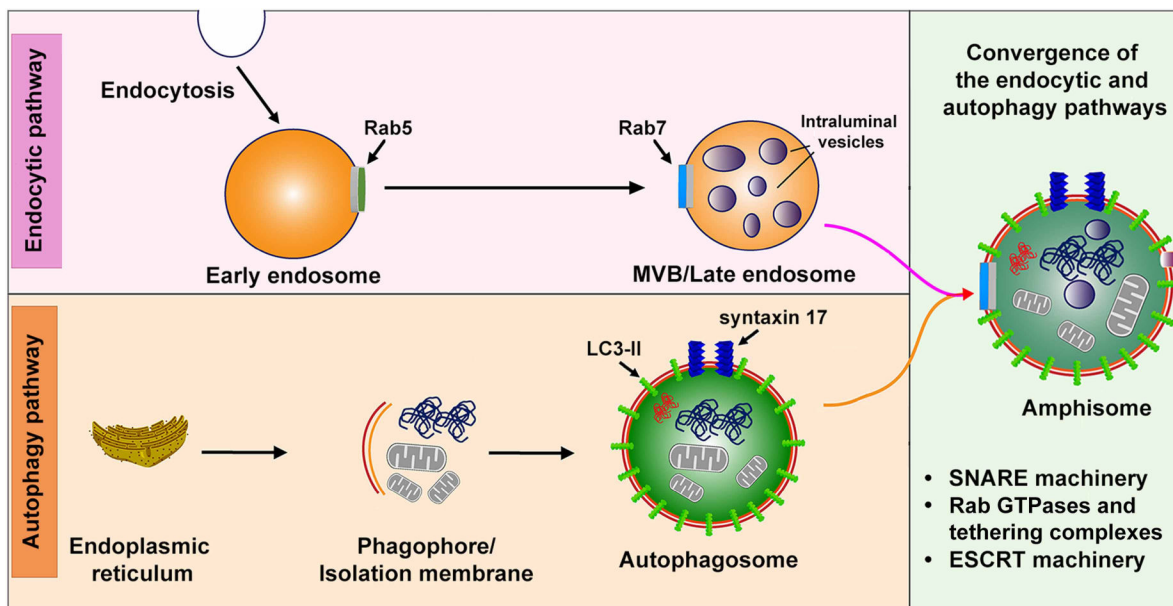 Endocytic pathway
Endocytosis
Rab5
Early endosome
Rab7
Intraluminal
vesicles
MVB/Late endosome
Autophagy pathway
Endoplasmic
reticulum
Phagophore/
Isolation membrane
LC3-II
syntaxin 17
Autophagosome
Convergence of
the endocytic and
autophagy pathways
Amphisome
• SNARE machinery
• Rab GTPases and
tethering complexes
• ESCRT machinery